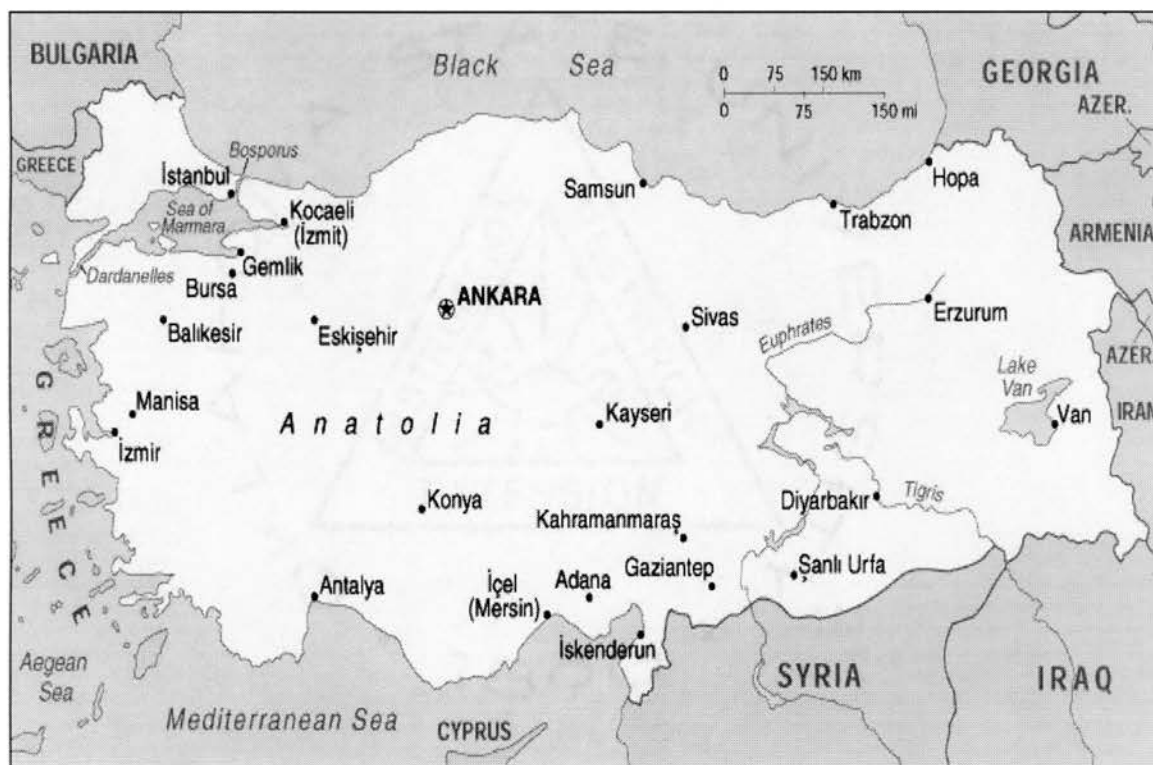 BULGARIA
Black Sea
0 75 150 km
0 75 150 mi
GEORGIA
AZER.
GREECE
Bosporus
İstanbul
Sea of
Marmara
Kocaeli
(İzmit)
Samsun
Trabzon
Hopa
ARMENIA
Dardanelles
Gemlik
Bursa
ANKARA
Balıkesir
Eskişehir
Sivas
Euphrates
Erzurum
AZER.
Lake
Van
Van
IRAN
GREECE
Manisa
İzmir
Anatolia
Kayseri
Konya
Diyarbakır
Tigris
Kahramanmaraş
Antalya
İçel
(Mersin)
Adana
Gaziantep
Şanlı Urfa
İskenderun
Aegean
Sea
Mediterranean Sea
CYPRUS
SYRIA
IRAQ